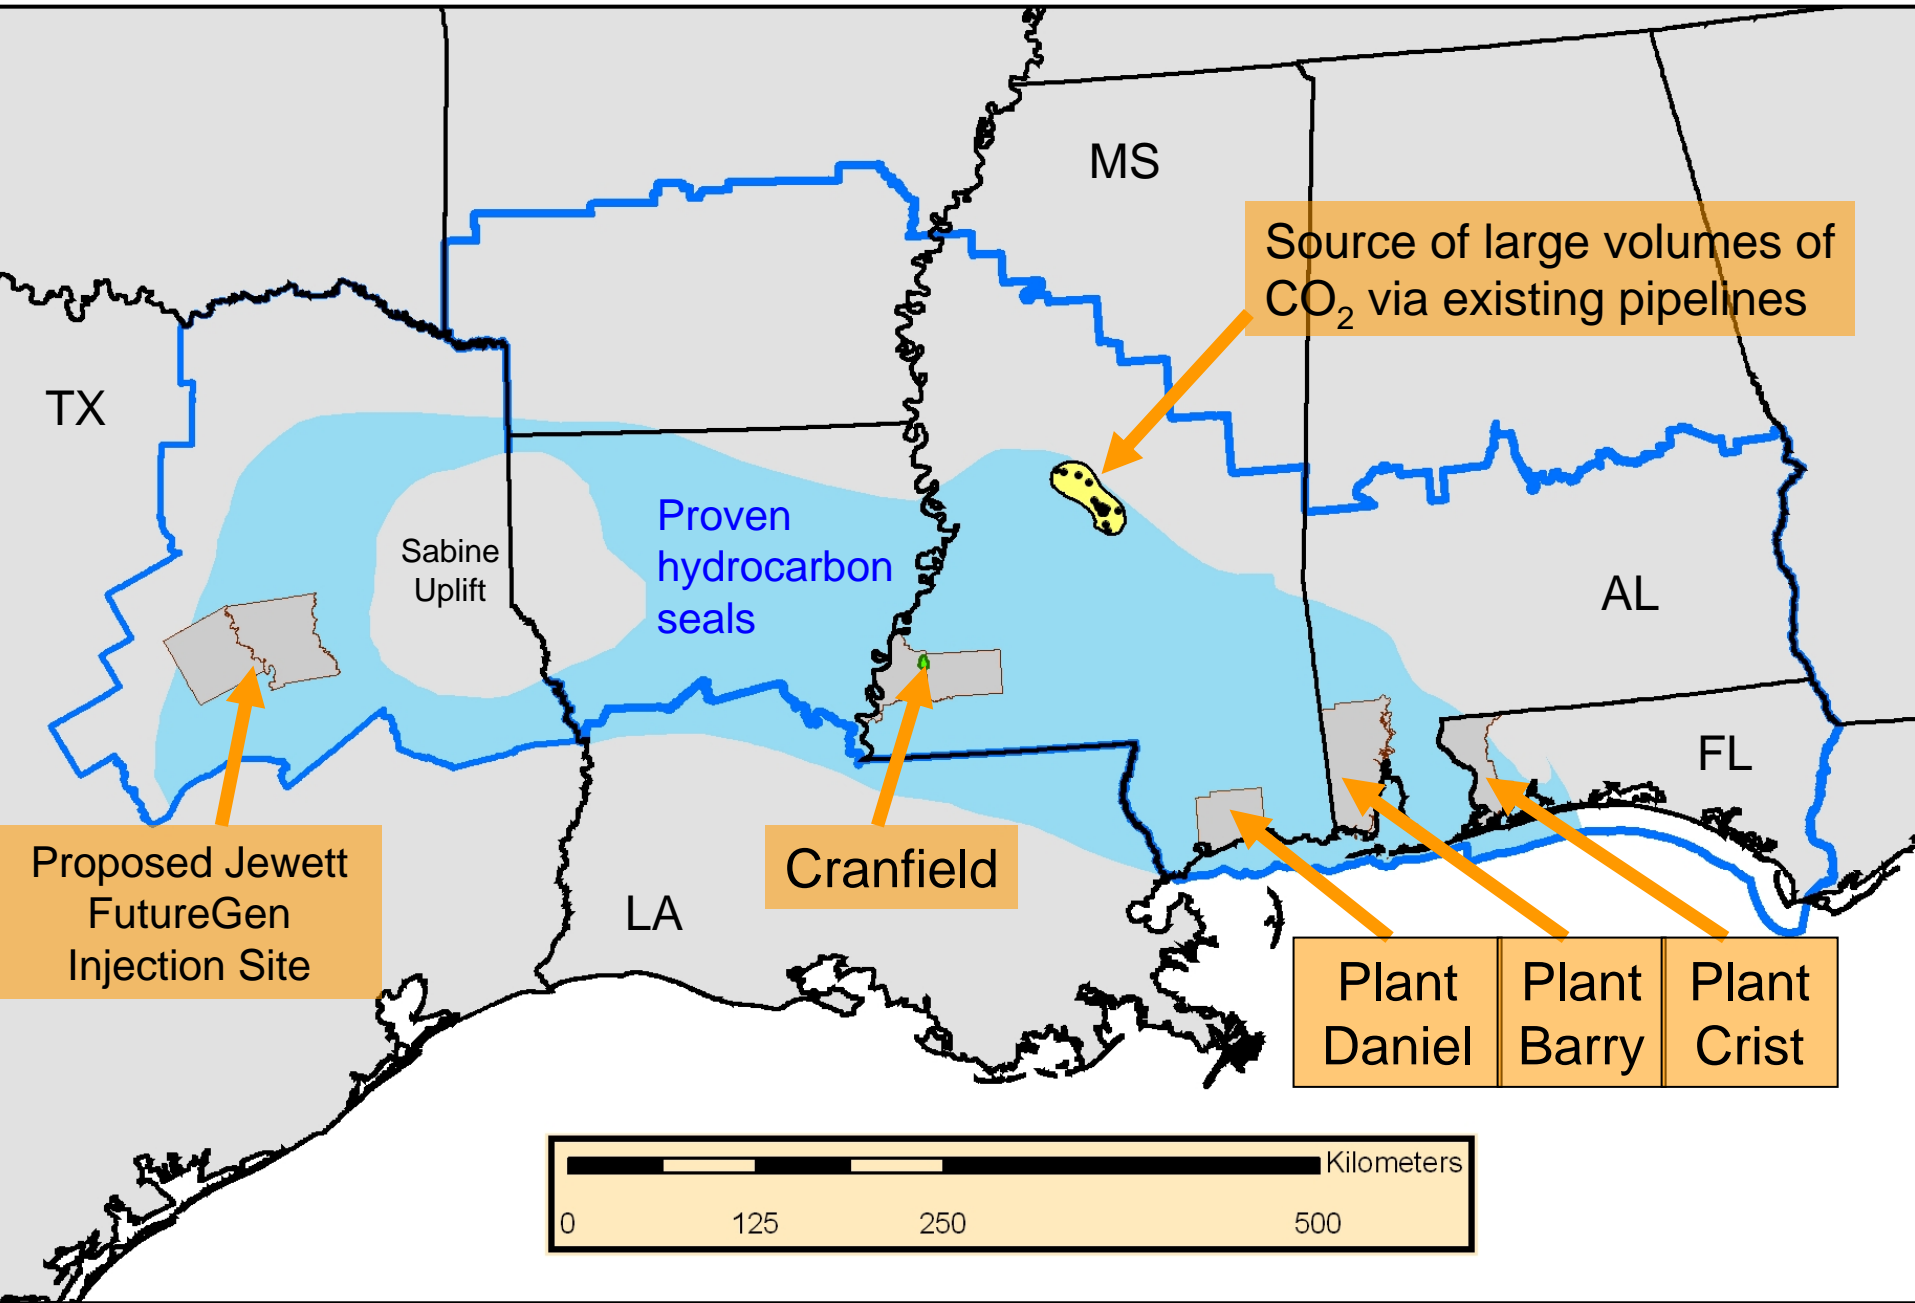 MS
Source of large volumes of
CO₂ via existing pipelines
TX
Proven
hydrocarbon
seals
Sabine
Uplift
AL
FL
Proposed Jewett
FutureGen
Injection Site
Cranfield
LA
Plant
Daniel
Plant
Barry
Plant
Crist
Kilometers
0 125 250 500